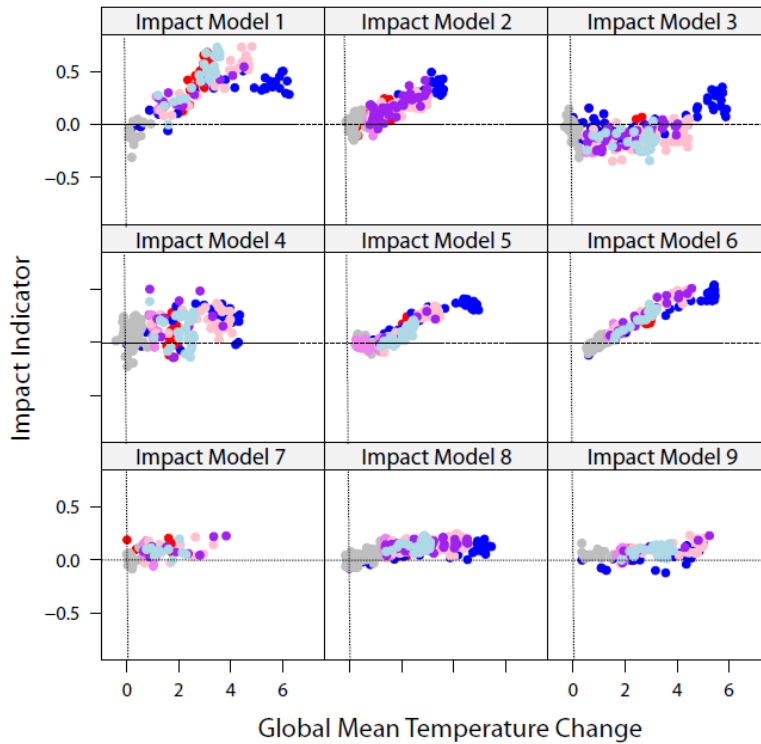 Impact Model 1
Impact Model 2
Impact Model 3
0.5
0.0
−0.5
Impact Model 4
Impact Model 5
Impact Model 6
Impact Indicator
Impact Model 7
Impact Model 8
Impact Model 9
0.5
0.0
−0.5
0 2 4 6
0 2 4 6
Global Mean Temperature Change